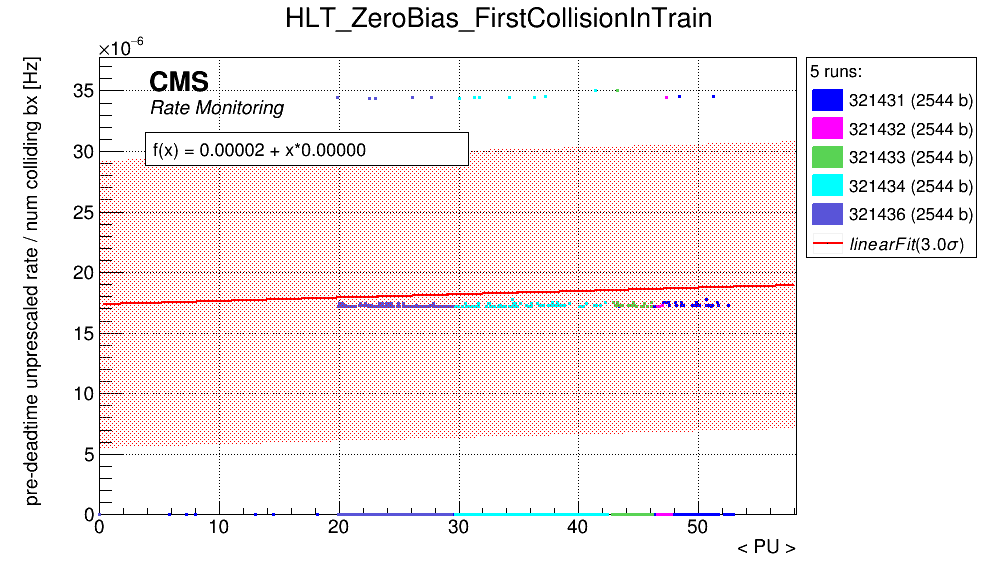 HLT_ZeroBias_FirstCollisionInTrain
×10⁻⁶
pre-deadtime unprescaled rate / num colliding bx [Hz]
CMS
Rate Monitoring
f(x) = 0.00002 + x*0.00000
35
30
25
20
15
10
5
0
0 10 20 30 40 50
< PU >
5 runs:
321431 (2544 b)
321432 (2544 b)
321433 (2544 b)
321434 (2544 b)
321436 (2544 b)
linearFit(3.0σ)